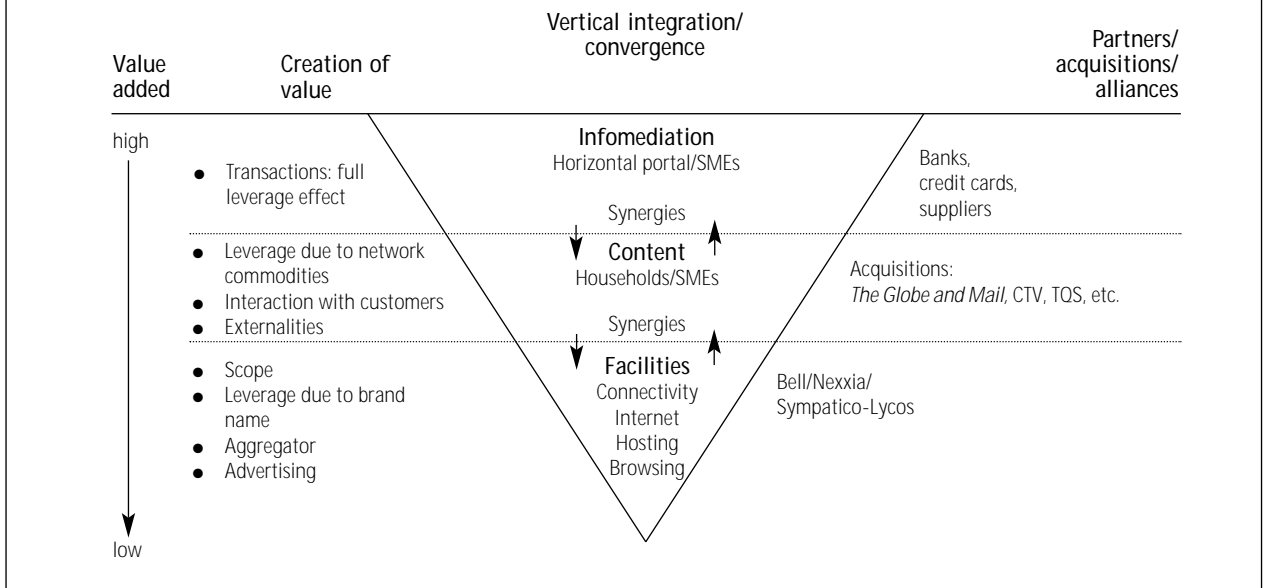 Value
added
Creation of
value
Vertical integration/
convergence
Partners/
acquisitions/
alliances
high
● Transactions: full
leverage effect
Infomediation
Horizontal portal/SMEs
Synergies
Banks,
credit cards,
suppliers
● Leverage due to network
commodities
● Interaction with customers
● Externalities
Content
Households/SMEs
Synergies
Acquisitions:
The Globe and Mail, CTV, TQS, etc.
● Scope
● Leverage due to brand
name
● Aggregator
● Advertising
Facilities
Connectivity
Internet
Hosting
Browsing
Bell/Nexxia/
Sympatico-Lycos
low